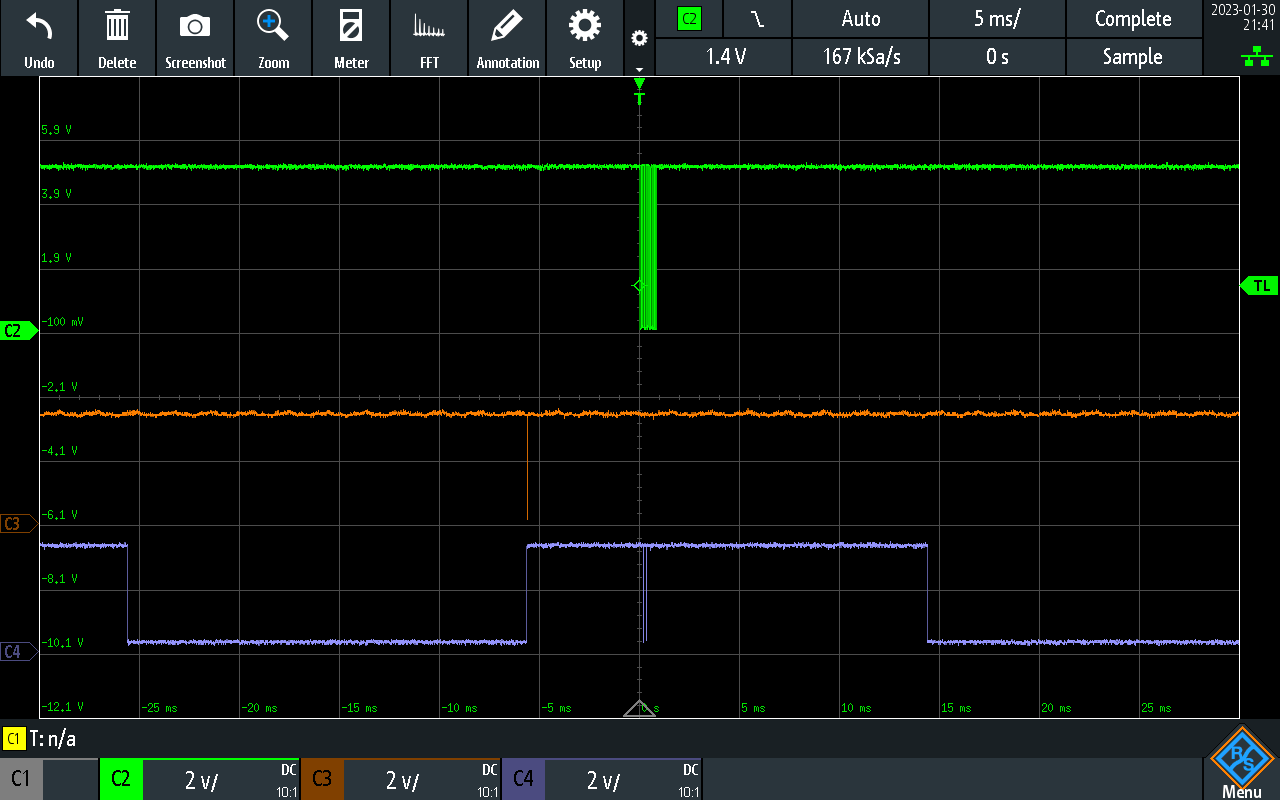 Undo
Delete
Screenshot
Zoom
Meter
FFT
Annotation
Setup
C2
Auto
5 ms/
Complete
2023-01-30
21:41
1.4 V
167 kSa/s
0 s
Sample
T
5.9 V
3.9 V
1.9 V
TL
-100 mV
C2
-2.1 V
-4.1 V
-6.1 V
C3
-8.1 V
-10.1 V
C4
-12.1 V
-25 ms
-20 ms
-15 ms
-10 ms
-5 ms
0 s
5 ms
10 ms
15 ms
20 ms
25 ms
C1 T: n/a
C1
C2 2 V/ DC 10:1
C3 2 V/ DC 10:1
C4 2 V/ DC 10:1
R S
Menu